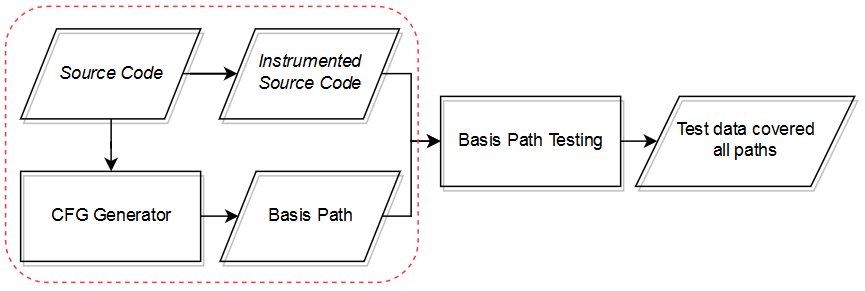 Source Code
Instrumented
Source Code
CFG Generator
Basis Path
Basis Path Testing
Test data covered
all paths